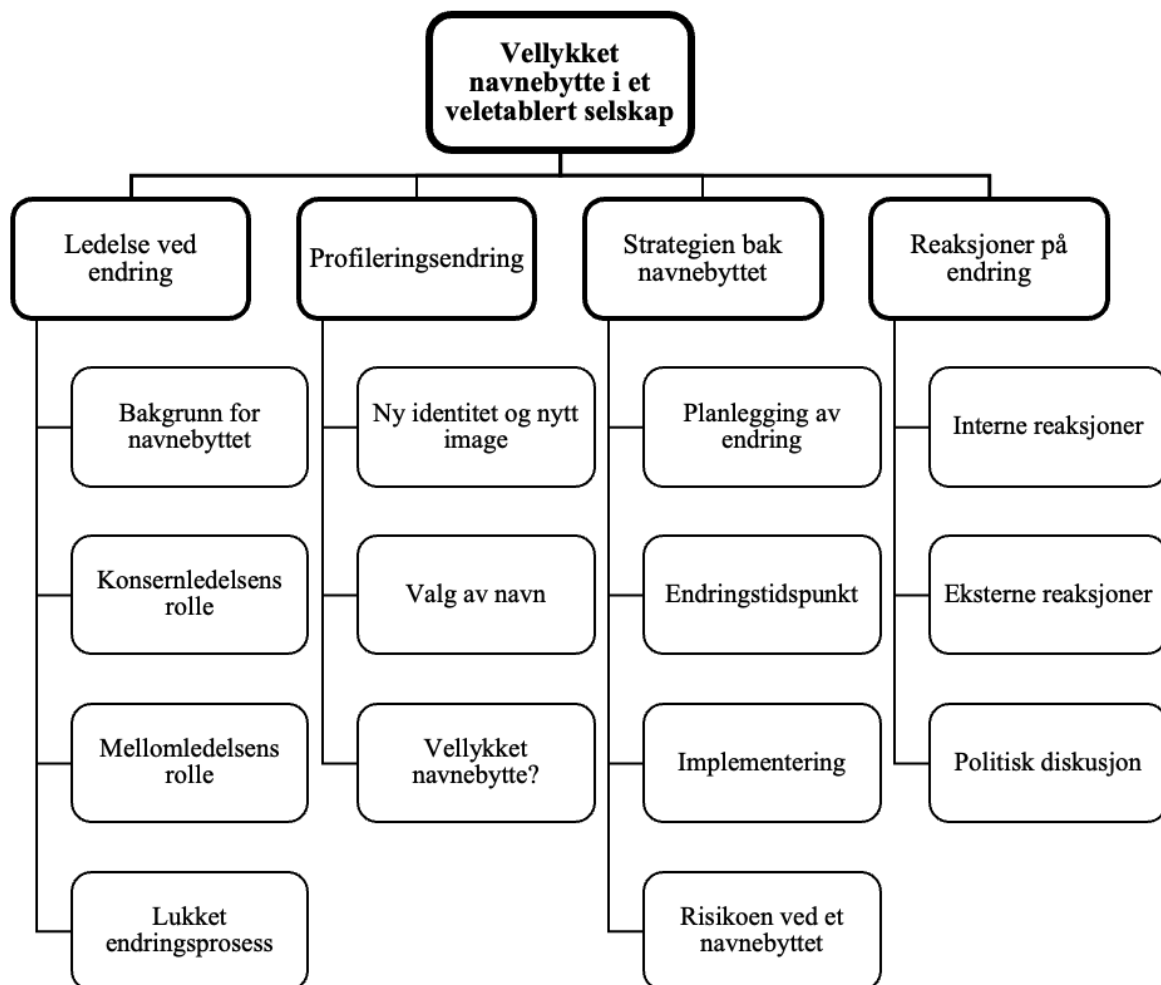 Vellykket
navnebytte i et
veletablert selskap
Ledelse ved
endring
Profileringsendring
Strategien bak
navnebyttet
Reaksjoner på
endring
Bakgrunn for
navnebyttet
Konsernledelsens
rolle
Mellomledelsens
rolle
Lukket
endringsprosess
Ny identitet og nytt
image
Valg av navn
Vellykket
navnebytte?
Planlegging av
endring
Endringstidspunkt
Implementering
Risikoen ved et
navnebyttet
Interne reaksjoner
Eksterne reaksjoner
Politisk diskusjon